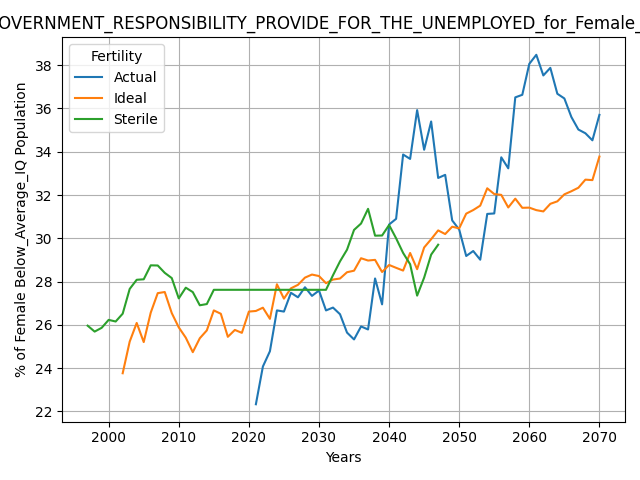 OVERNMENT_RESPONSIBILITY_PROVIDE_FOR_THE_UNEMPLOYED_for_Female_
% of Female Below_Average_IQ Population
38
36
34
32
30
28
26
24
22
Fertility
Actual
Ideal
Sterile
2000 2010 2020 2030 2040 2050 2060 2070
Years